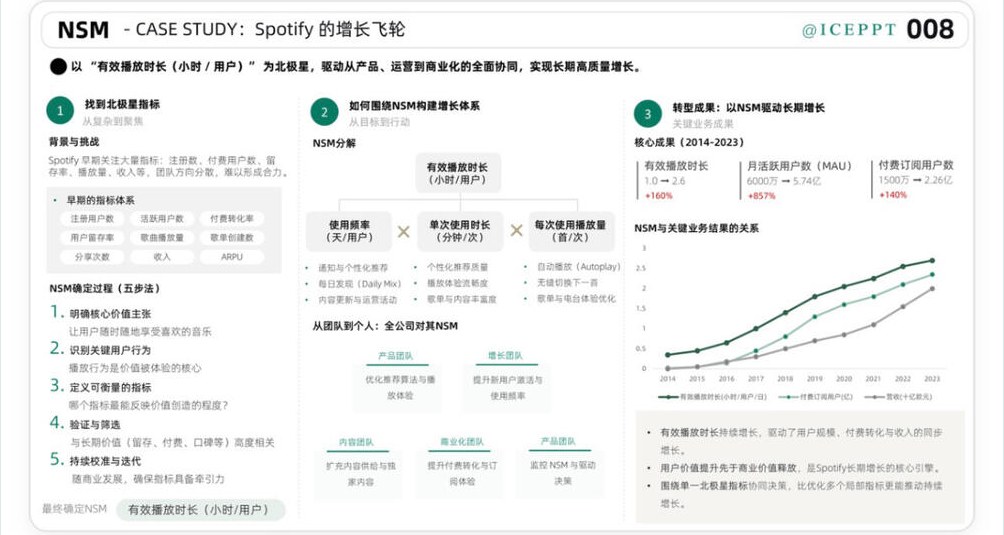 NSM - CASE STUDY：Spotify 的增长飞轮
@ICEPPT 008
以 “有效播放时长（小时 / 用户）” 为北极星，驱动从产品、运营到商业化的全面协同，实现长期高质量增长。
1 找到北极星指标
从复杂到聚焦
背景与挑战
Spotify 早期关注大量指标：注册数、付费用户数、留
存率、播放量、收入等，团队方向分散，难以形成合力。
• 早期的指标体系
注册用户数 活跃用户数 付费转化率
用户留存率 歌曲播放量 歌单创建数
分享次数 收入 ARPU
NSM确定过程（五步法）
1. 明确核心价值主张
让用户随时随地享受喜欢的音乐
2. 识别关键用户行为
播放行为是价值被体验的核心
3. 定义可衡量的指标
哪个指标最能反映价值创造的程度？
4. 验证与筛选
与长期价值（留存、付费、口碑等）高度相关
5. 持续校准与迭代
随商业发展，确保指标具备牵引力
最终确定NSM 有效播放时长（小时/用户）
2 如何围绕NSM构建增长体系
从目标到行动
NSM分解
有效播放时长
（小时/用户）
使用频率
（天/用户）
×
单次使用时长
（分钟/次）
×
每次使用播放量
（首/次）
• 通知与个性化推荐
• 每日发现（Daily Mix）
• 内容更新与运营活动
• 个性化推荐质量
• 播放体验流畅度
• 歌单与内容丰富度
• 自动播放（Autoplay）
• 无缝切换下一首
• 歌单与电台体验优化
从团队到个人：全公司对其NSM
产品团队
优化推荐算法与播
放体验
增长团队
提升新用户激活与
使用频率
内容团队
扩充内容供给与独
家内容
商业化团队
提升付费转化与订
阅体验
产品团队
监控 NSM 与驱动
决策
3 转型成果：以NSM驱动长期增长
关键业务成果
核心成果（2014-2023）
有效播放时长
1.0 → 2.6
+160%
月活跃用户数（MAU）
6000万 → 5.74亿
+857%
付费订阅用户数
1500万 → 2.26亿
+140%
NSM与关键业务结果的关系
3
2.5
2
1.5
1
0.5
0
2014 2015 2016 2017 2018 2019 2020 2021 2022 2023
有效播放时长(小时/用户/日) 付费订阅用户(亿) 营收(十亿欧元)
• 有效播放时长持续增长，驱动了用户规模、付费转化与收入的同步
增长。
• 用户价值提升先于商业价值释放，是Spotify长期增长的核心引擎。
• 围绕单一北极星指标协同决策，比优化多个局部指标更能推动持续
增长。